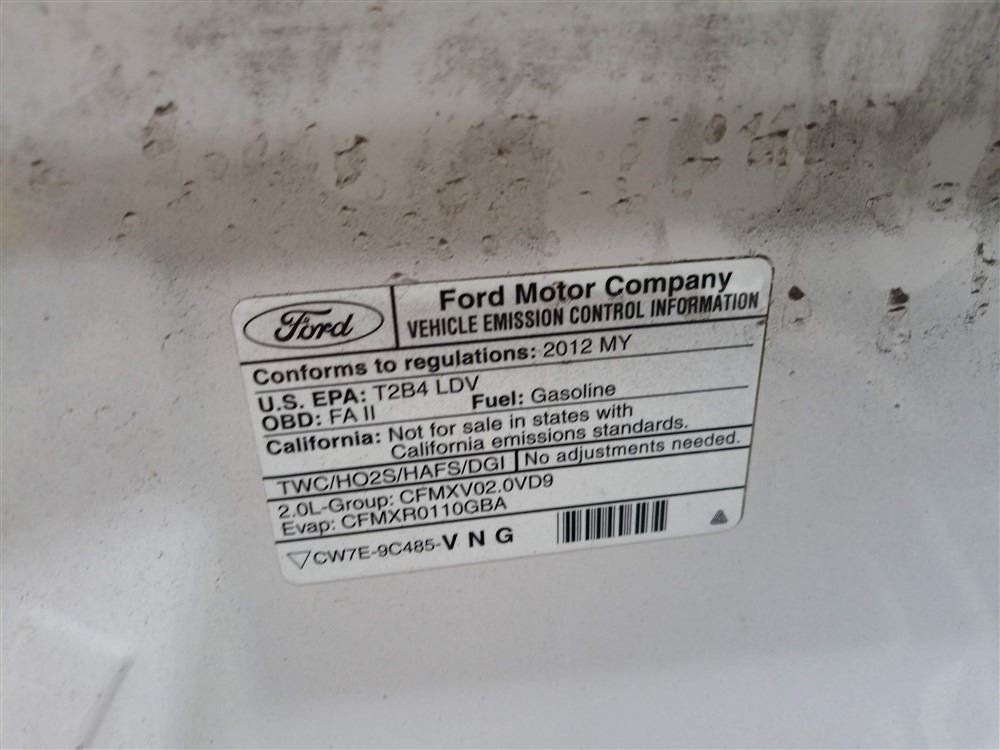 Ford
Ford Motor Company
VEHICLE EMISSION CONTROL INFORMATION
Conforms to regulations: 2012 MY
U.S. EPA: T2B4 LDV
OBD: FA II Fuel: Gasoline
California: Not for sale in states with
California emissions standards.
TWC/HO2S/HAFS/DGI No adjustments needed.
2.0L-Group: CFMXV02.0VD9
Evap: CFMXR0110GBA
CW7E-9C485-V N G